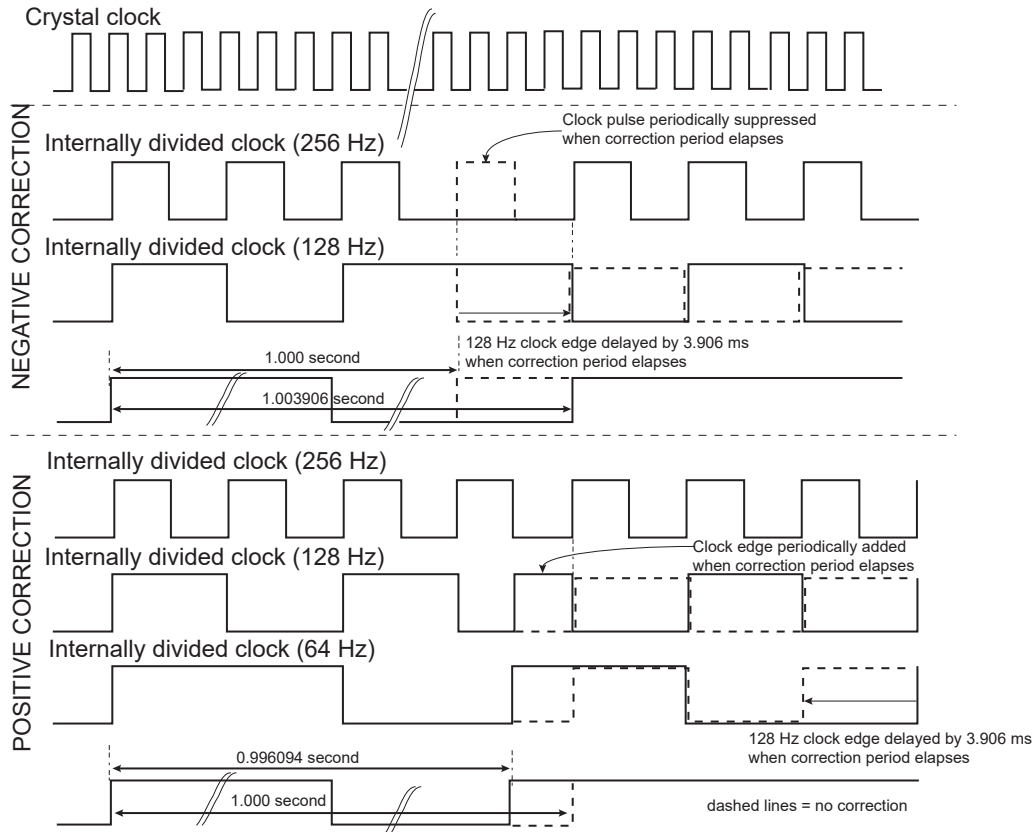 Crystal clock
NEGATIVE CORRECTION
Clock pulse periodically suppressed
when correction period elapses
Internally divided clock (256 Hz)
Internally divided clock (128 Hz)
128 Hz clock edge delayed by 3.906 ms
when correction period elapses
1.000 second
1.003906 second
POSITIVE CORRECTION
Internally divided clock (256 Hz)
Internally divided clock (128 Hz)
Clock edge periodically added
when correction period elapses
Internally divided clock (64 Hz)
128 Hz clock edge delayed by 3.906 ms
when correction period elapses
0.996094 second
1.000 second
dashed lines = no correction